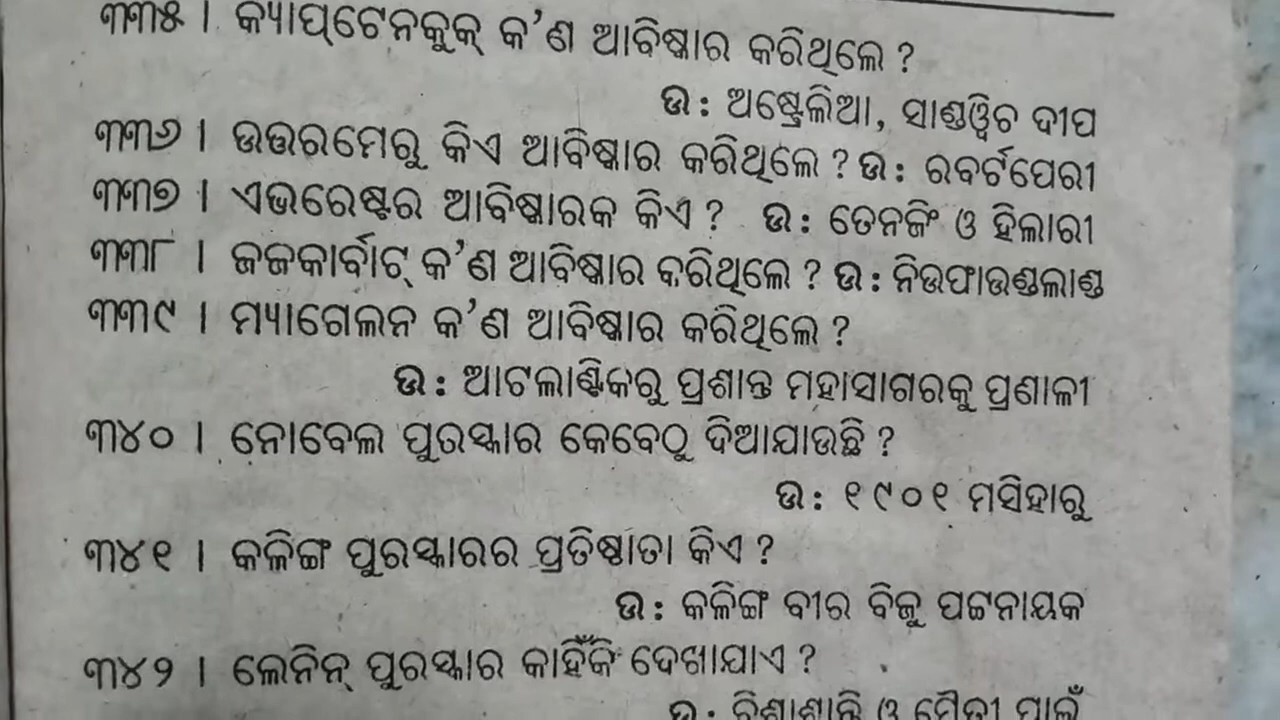 ୩୩୫ । କ୍ୟାପ୍‌ଟେନକୁକ୍ କ'ଣ ଆବିଷ୍କାର କରିଥିଲେ ?
ଉ : ଅଷ୍ଟ୍ରେଲିଆ, ସାଣ୍ଡୱିଚ ଦ୍ୱୀପ
୩୩୬ । ଉତ୍ତରମେରୁ କିଏ ଆବିଷ୍କାର କରିଥିଲେ ? ଉ : ରବର୍ଟପେରୀ
୩୩୭ । ଏଭରେଷ୍ଟର ଆବିଷ୍କାରକ କିଏ ? ଉ : ତେନଜିଂ ଓ ହିଲାରୀ
୩୩୮ । ଜଜକାର୍ବାଟ୍ କ'ଣ ଆବିଷ୍କାର କରିଥିଲେ ? ଉ : ନିଉଫାଉଣ୍ଡଲାଣ୍ଡ
୩୩୯ । ମ୍ୟାଗେଲନ କ'ଣ ଆବିଷ୍କାର କରିଥିଲେ ?
ଉ : ଆଟଲାଣ୍ଟିକରୁ ପ୍ରଶାନ୍ତ ମହାସାଗରକୁ ପ୍ରଣାଳୀ
୩୪୦ । ନୋବେଲ ପୁରସ୍କାର କେବେଠୁ ଦିଆଯାଉଛି ?
ଉ : ୧୯୦୧ ମସିହାରୁ
୩୪୧ । କଳିଙ୍ଗ ପୁରସ୍କାରର ପ୍ରତିଷ୍ଠାତା କିଏ ?
ଉ : କଳିଙ୍ଗ ବୀର ବିଜୁ ପଟ୍ଟନାୟକ
୩୪୨ । ଲେନିନ୍ ପୁରସ୍କାର କାହିଁକି ଦେଖାଯାଏ ?
ଉ : ଓ ମୈତ୍ରୀ ପାଇଁ